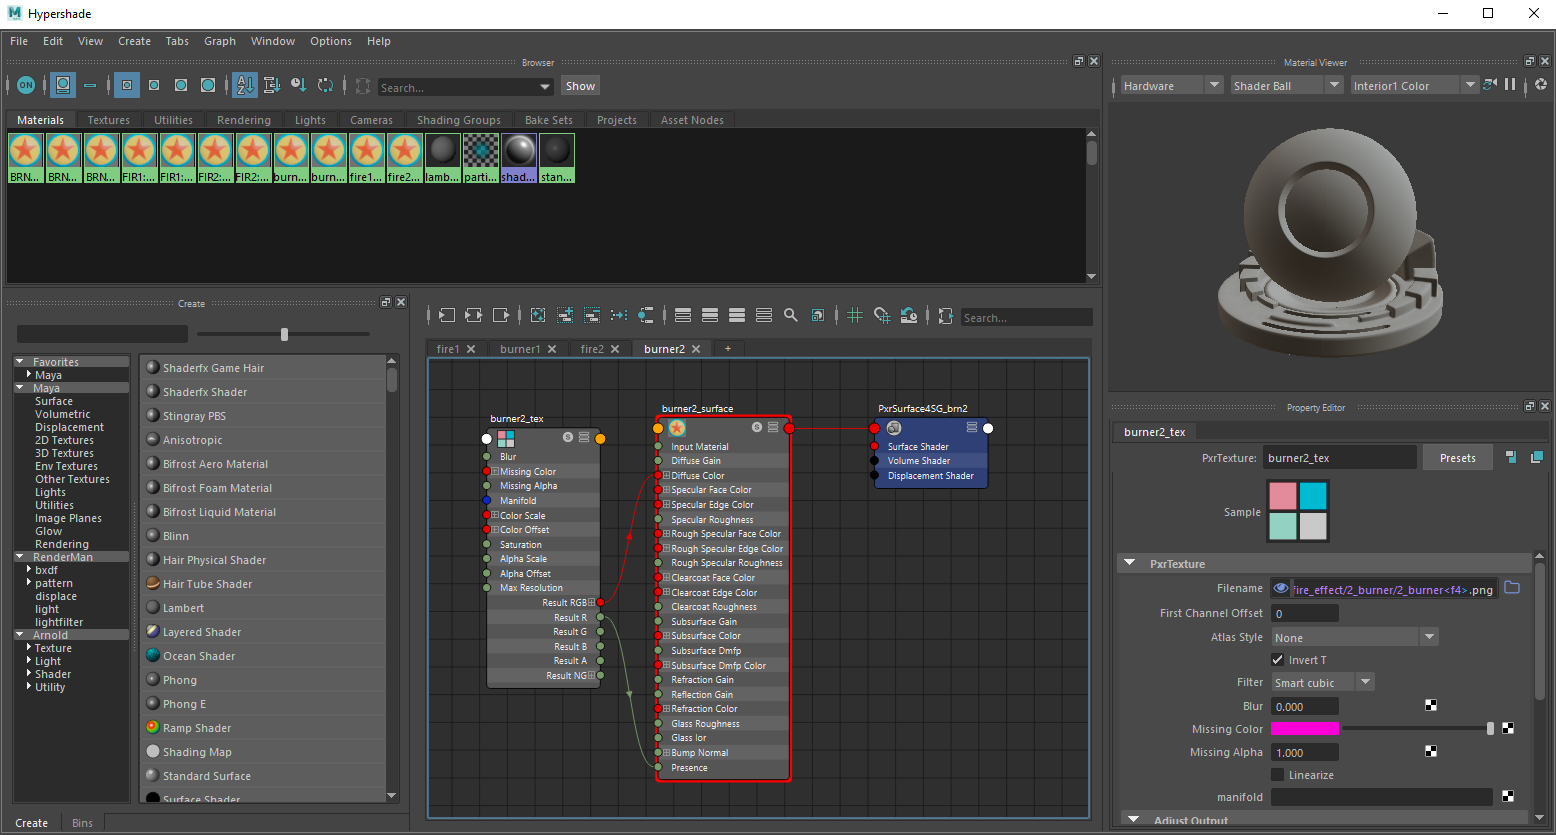 Hypershade
File Edit View Create Tabs Graph Window Options Help
Browser
ON
Search...
Show
Materials Textures Utilities Rendering Lights Cameras Shading Groups Bake Sets Projects Asset Nodes
BRN... BRN... BRN... FIR1:... FIR1:... FIR2:... FIR2:... burn... burn... fire1... fire2... lamb... parti... shad... stan...
Material Viewer
Hardware
Shader Ball
Interior1 Color
Create
Favorites
Maya
Maya
Surface
Volumetric
Displacement
2D Textures
3D Textures
Env Textures
Other Textures
Lights
Utilities
Image Planes
Glow
Rendering
RenderMan
bxdf
pattern
displace
light
lightfilter
Arnold
Texture
Light
Shader
Utility
Shaderfx Game Hair
Shaderfx Shader
Stingray PBS
Anisotropic
Bifrost Aero Material
Bifrost Foam Material
Bifrost Liquid Material
Blinn
Hair Physical Shader
Hair Tube Shader
Lambert
Layered Shader
Ocean Shader
Phong
Phong E
Ramp Shader
Shading Map
Standard Surface
Surface Shader
Create Bins
Search...
fire1 burner1 fire2 burner2 +
burner2_tex
S
Blur
Missing Color
Missing Alpha
Manifold
Color Scale
Color Offset
Saturation
Alpha Scale
Alpha Offset
Max Resolution
Result RGB
Result R
Result G
Result B
Result A
Result NG
burner2_surface
S
Input Material
Diffuse Gain
Diffuse Color
Specular Face Color
Specular Edge Color
Specular Roughness
Rough Specular Face Color
Rough Specular Edge Color
Rough Specular Roughness
Clearcoat Face Color
Clearcoat Edge Color
Clearcoat Roughness
Subsurface Gain
Subsurface Color
Subsurface Dmfp
Subsurface Dmfp Color
Refraction Gain
Reflection Gain
Refraction Color
Glass Roughness
Glass Ior
Bump Normal
Presence
PxrSurface4SG_brn2
Surface Shader
Volume Shader
Displacement Shader
Property Editor
burner2_tex
PxrTexture: burner2_tex
Presets
Sample
PxrTexture
Filename fire_effect/2_burner/2_burner<f4>.png
First Channel Offset 0
Atlas Style None
Invert T
Filter Smart cubic
Blur 0.000
Missing Color
Missing Alpha 1.000
Linearize
manifold
Adjust Output